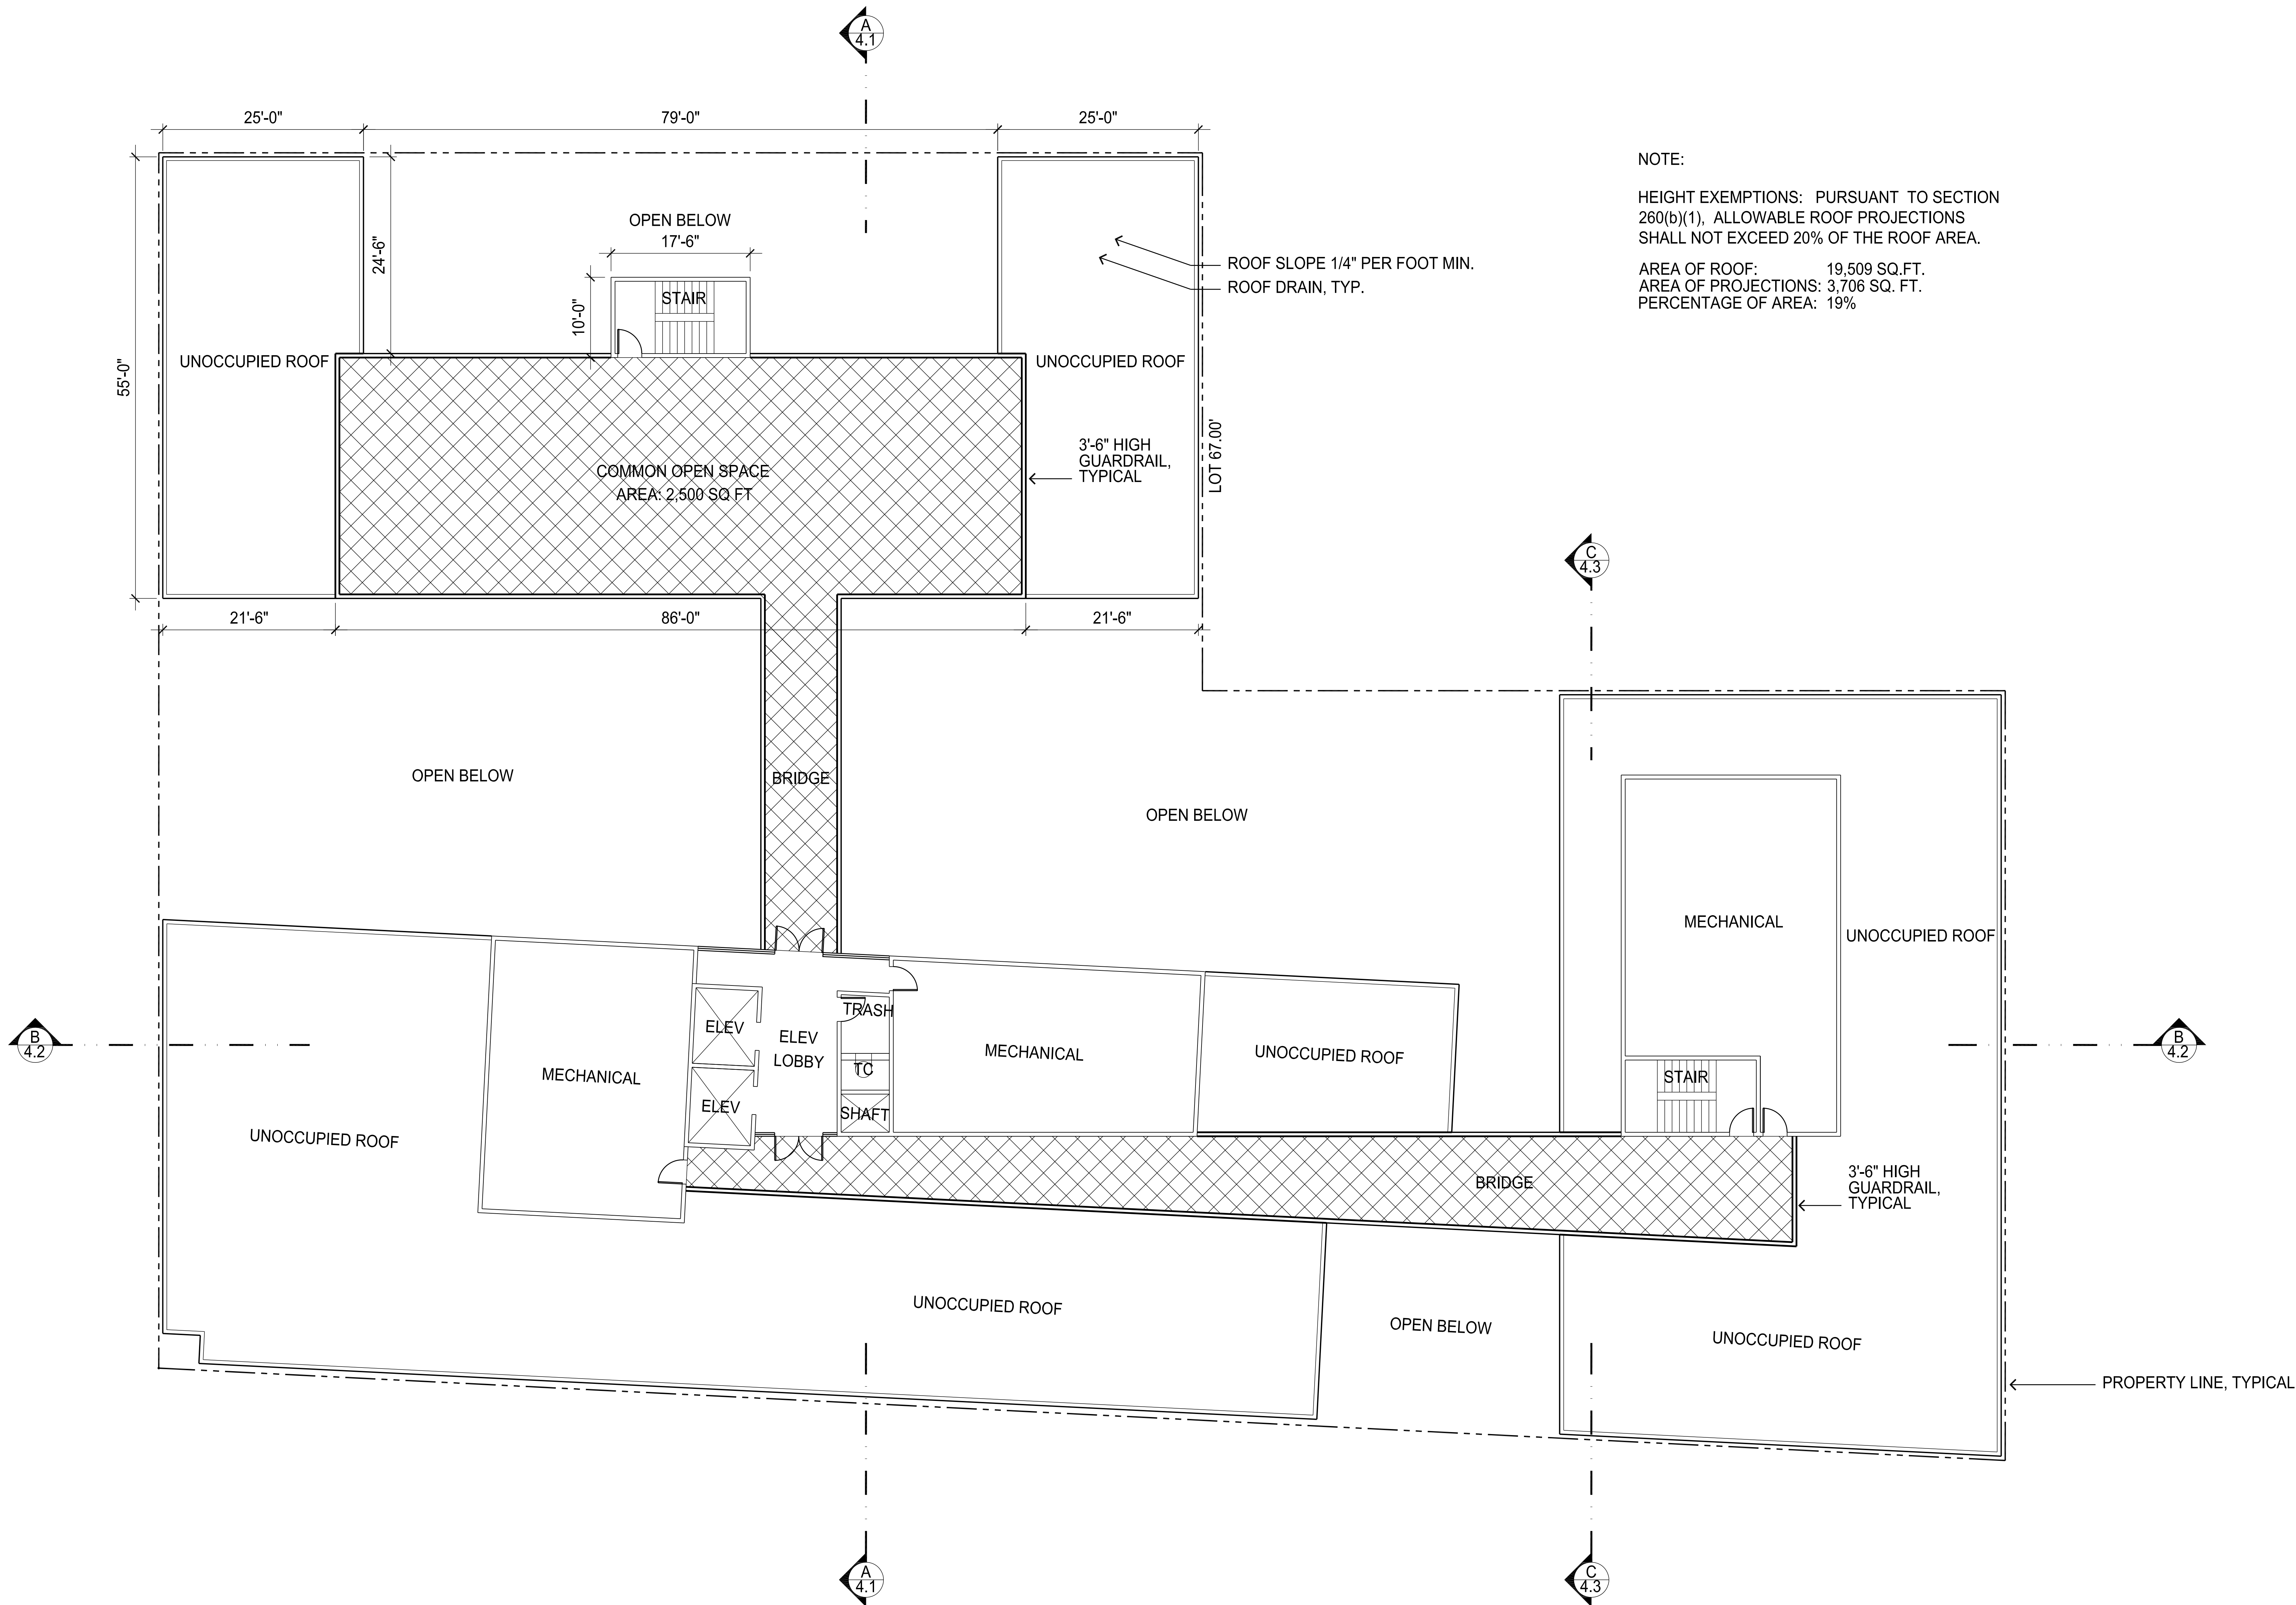 A
4.1
25'-0"
79'-0"
25'-0"
NOTE:
HEIGHT EXEMPTIONS: PURSUANT TO SECTION
260(b)(1), ALLOWABLE ROOF PROJECTIONS
SHALL NOT EXCEED 20% OF THE ROOF AREA.
AREA OF ROOF: 19,509 SQ.FT.
AREA OF PROJECTIONS: 3,706 SQ. FT.
PERCENTAGE OF AREA: 19%
OPEN BELOW
17'-6"
24'-6"
ROOF SLOPE 1/4" PER FOOT MIN.
ROOF DRAIN, TYP.
STAIR
10'-0"
55'-0"
UNOCCUPIED ROOF
UNOCCUPIED ROOF
3'-6" HIGH
GUARDRAIL,
TYPICAL
LOT 67.00'
COMMON OPEN SPACE
AREA: 2,500 SQ FT
C
4.3
21'-6"
86'-0"
21'-6"
OPEN BELOW
BRIDGE
OPEN BELOW
MECHANICAL
UNOCCUPIED ROOF
B
4.2
TRASH
ELEV
ELEV
LOBBY
MECHANICAL
UNOCCUPIED ROOF
B
4.2
MECHANICAL
TC
STAIR
ELEV
SHAFT
UNOCCUPIED ROOF
BRIDGE
3'-6" HIGH
GUARDRAIL,
TYPICAL
UNOCCUPIED ROOF
OPEN BELOW
UNOCCUPIED ROOF
PROPERTY LINE, TYPICAL
A
4.1
C
4.3